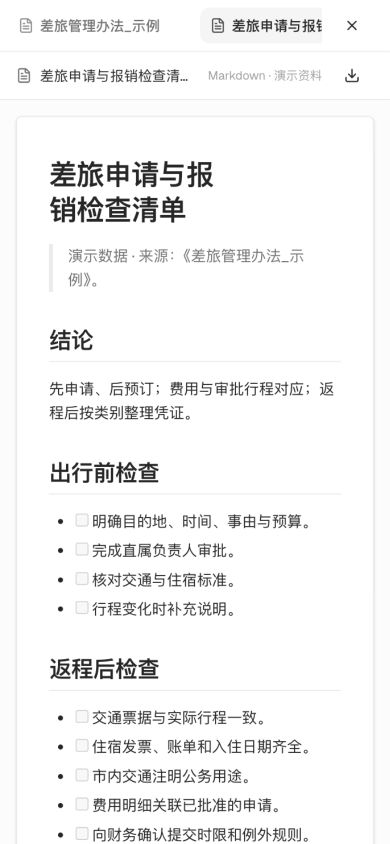 差旅管理办法_示例
差旅申请与报销
差旅申请与报销检查清...
Markdown · 演示资料
差旅申请与报
销检查清单
演示数据 · 来源：《差旅管理办法_示
例》。
结论
先申请、后预订；费用与审批行程对应；返
程后按类别整理凭证。
出行前检查
明确目的地、时间、事由与预算。
完成直属负责人审批。
核对交通与住宿标准。
行程变化时补充说明。
返程后检查
交通票据与实际行程一致。
住宿发票、账单和入住日期齐全。
市内交通注明公务用途。
费用明细关联已批准的申请。
向财务确认提交时限和例外规则。